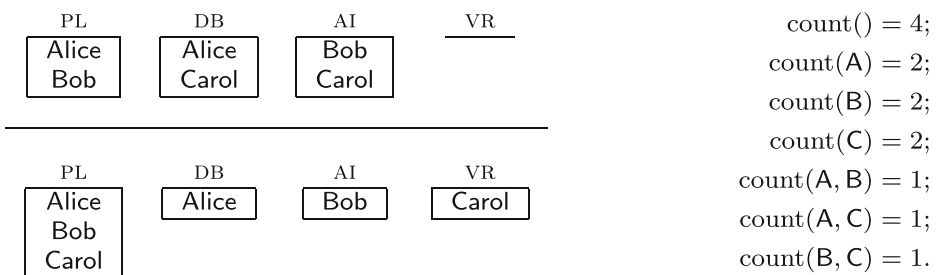 PL DB AI VR
Alice Alice Bob
Bob Carol Carol
PL DB AI VR
Alice Alice Bob Carol
Bob
Carol
count() = 4;
count(A) = 2;
count(B) = 2;
count(C) = 2;
count(A, B) = 1;
count(A, C) = 1;
count(B, C) = 1.